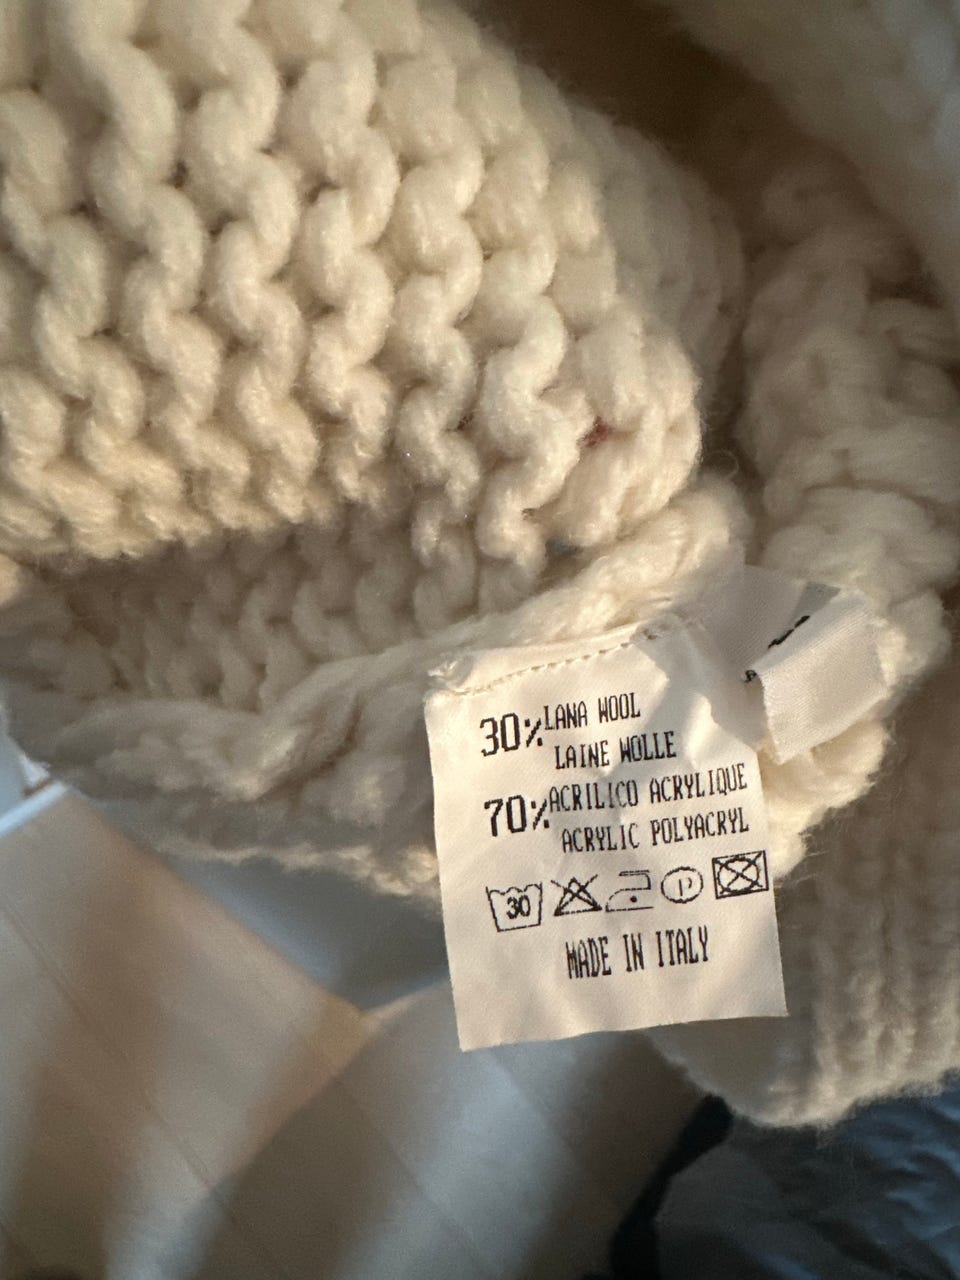 30% LANA WOOL
LAINE WOLLE
70% ACRILICO ACRYLIQUE
ACRYLIC POLYACRYL
30 P
MADE IN ITALY